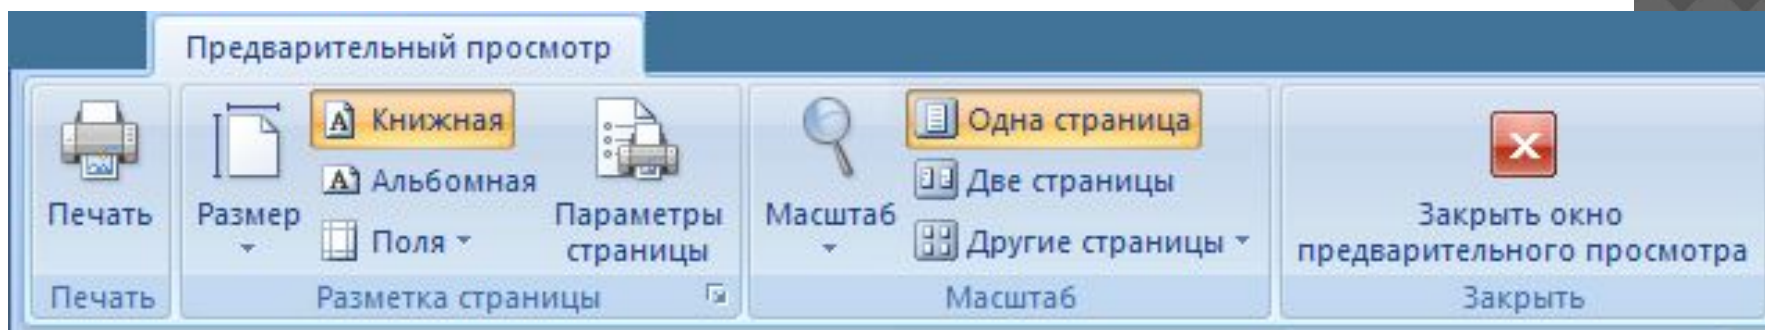 Предварительный просмотр
Печать
Размер
Книжная
Альбомная
Поля
Параметры
страницы
Масштаб
Одна страница
Две страницы
Другие страницы
Закрыть окно
предварительного просмотра
Печать
Разметка страницы
Масштаб
Закрыть